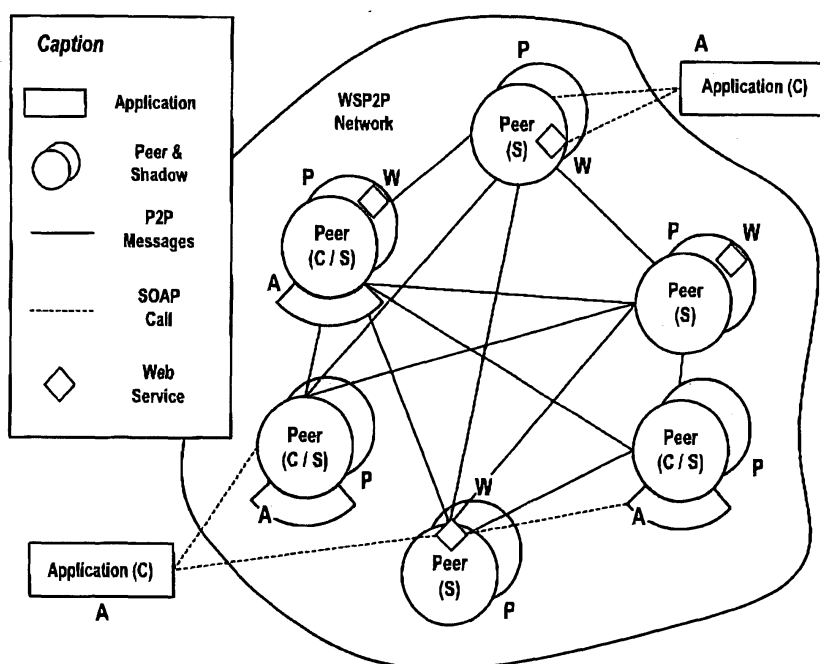 Caption
Application
Peer &
Shadow
P2P
Messages
SOAP
Call
Web
Service
WSP2P
Network
P
Peer
(S)
W
A
Application (C)
P
W
Peer
(C / S)
A
P
W
Peer
(S)
Peer
(C / S)
P
A
Peer
(C / S)
P
A
W
Peer
(S)
P
Application (C)
A